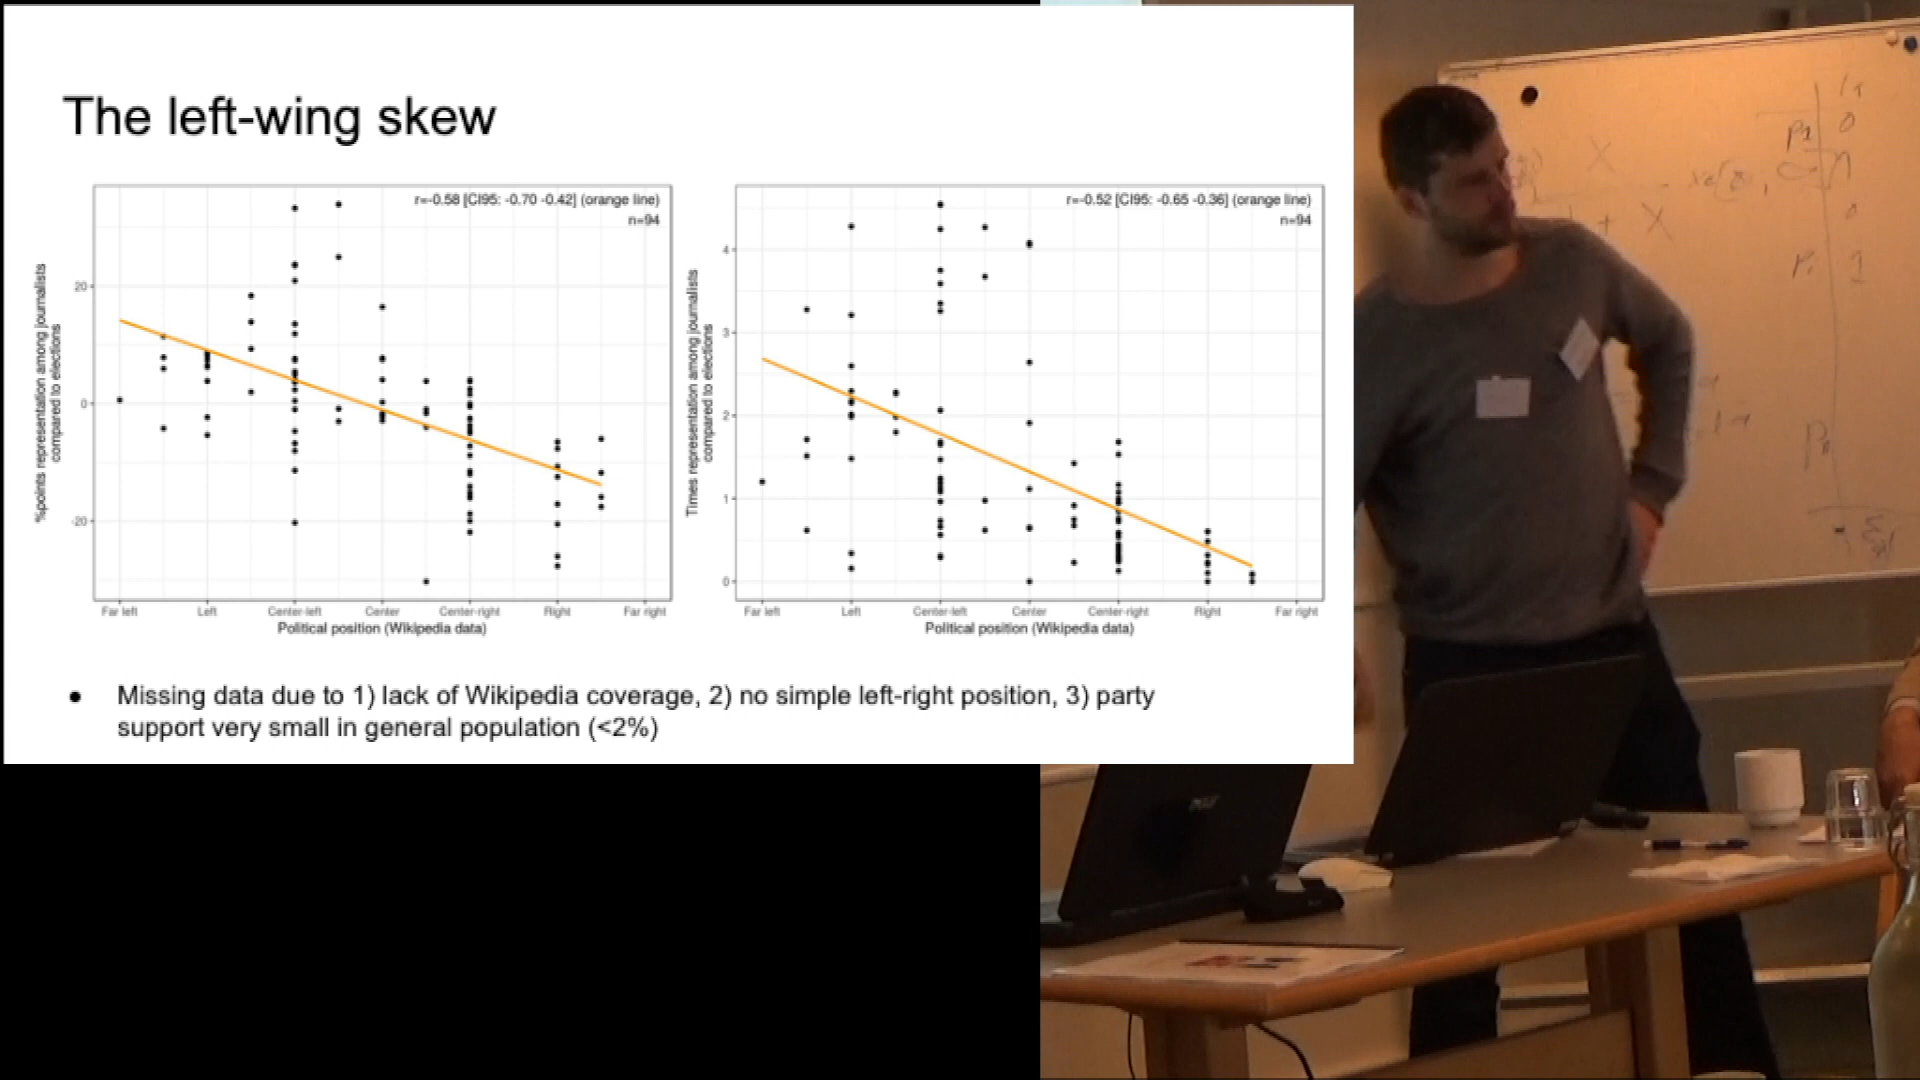 The left-wing skew
r=-0.58 [CI95: -0.70 -0.42] (orange line)
n=94
%points representation among journalists
compared to elections
20
0
-20
Far left
Left
Center-left
Center
Center-right
Right
Far right
Political position (Wikipedia data)
r=-0.52 [CI95: -0.65 -0.36] (orange line)
n=94
Times representation among journalists
compared to elections
4
3
2
1
0
Far left
Left
Center-left
Center
Center-right
Right
Far right
Political position (Wikipedia data)
● Missing data due to 1) lack of Wikipedia coverage, 2) no simple left-right position, 3) party
support very small in general population (<2%)
acer